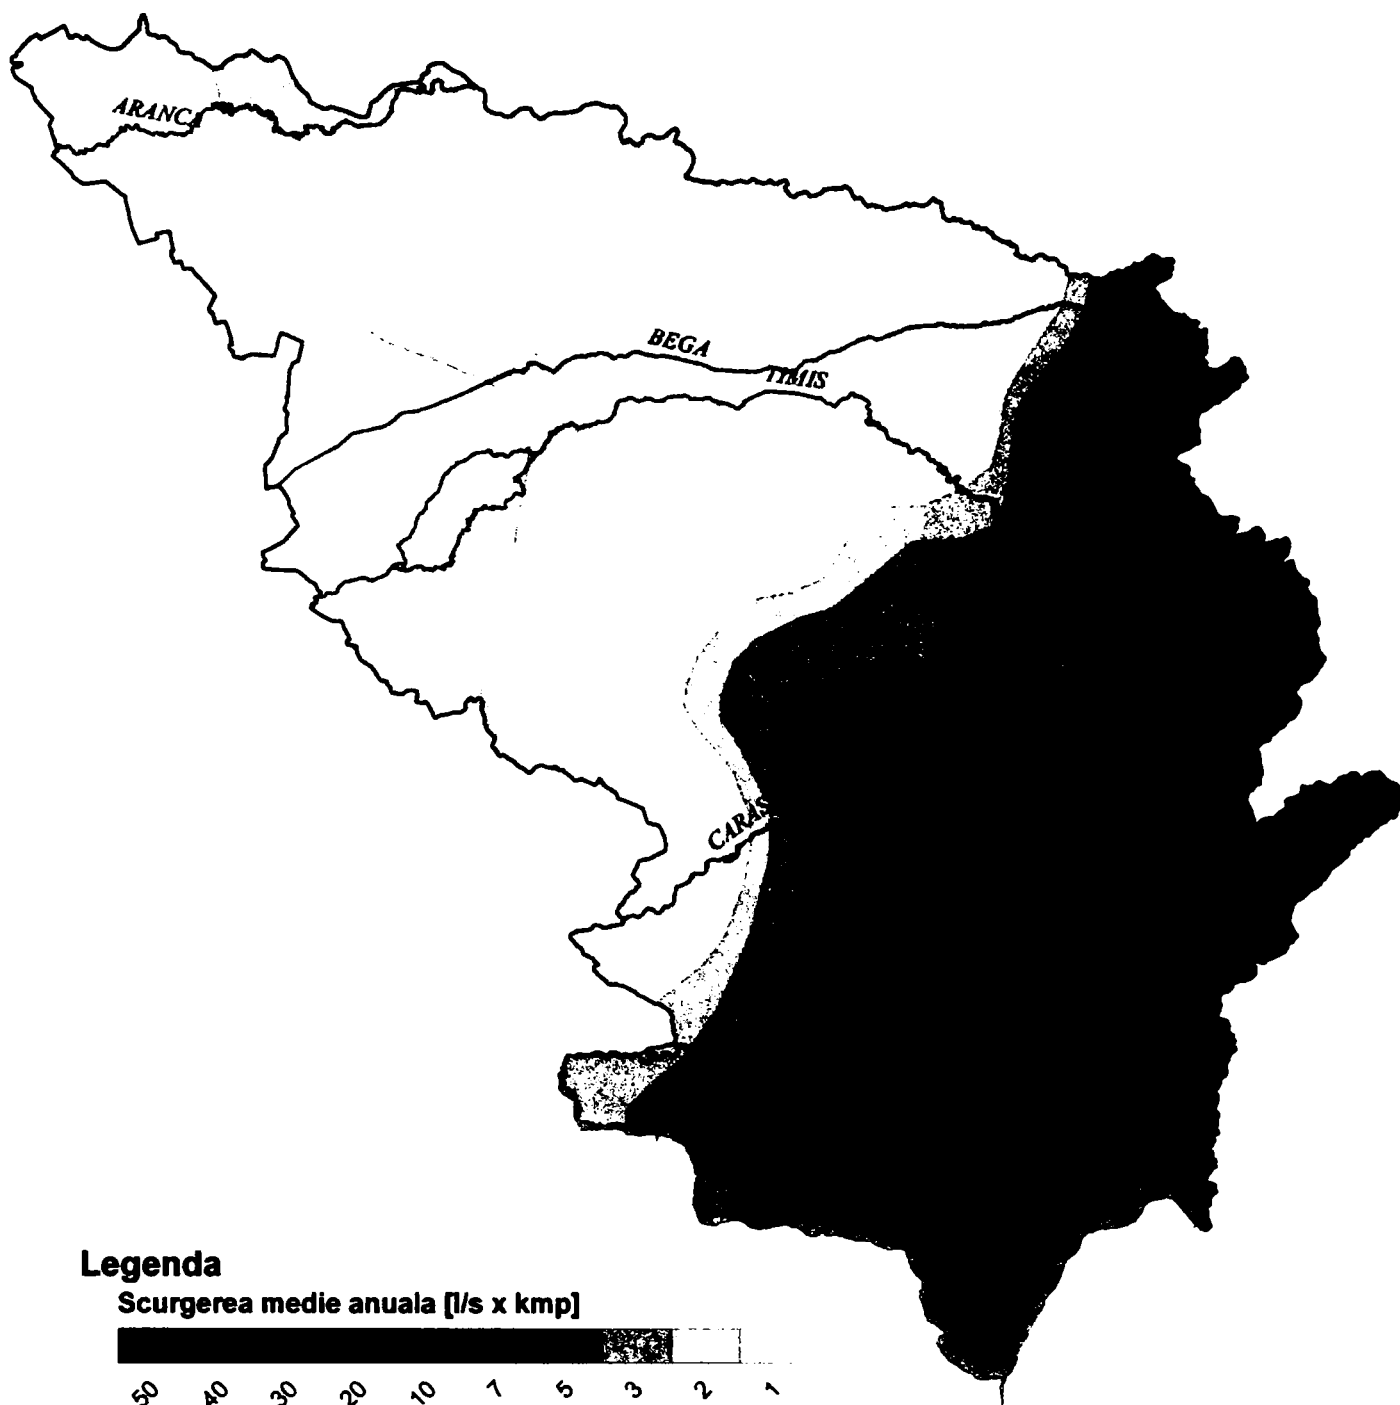 ARANCA
BEGA
TIMIS
CARAS
Legenda
Scurgerea medie anuala [l/s x kmp]
50 40 30 20 10 7 5 3 2 1